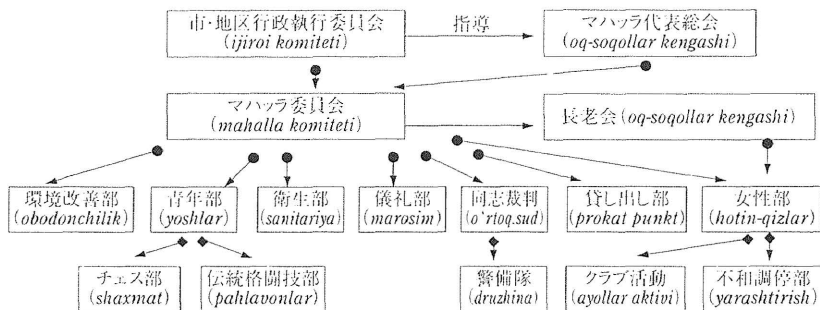 市・地区行政執行委員会
(ijiroi komiteti)
指導
マハッラ代表総会
(oq-soqollar kengashi)
マハッラ委員会
(mahalla komiteti)
長老会(oq-soqollar kengashi)
環境改善部
(obodonchilik)
青年部
(yoshlar)
衛生部
(sanitariya)
儀礼部
(marosim)
同志裁判
(o‘rtoq.sud)
貸し出し部
(prokat punkt)
女性部
(hotin-qizlar)
チェス部
(shaxmat)
伝統格闘技部
(pahlavonlar)
警備隊
(druzhina)
クラブ活動
(ayollar aktivi)
不和調停部
(yarashtirish)